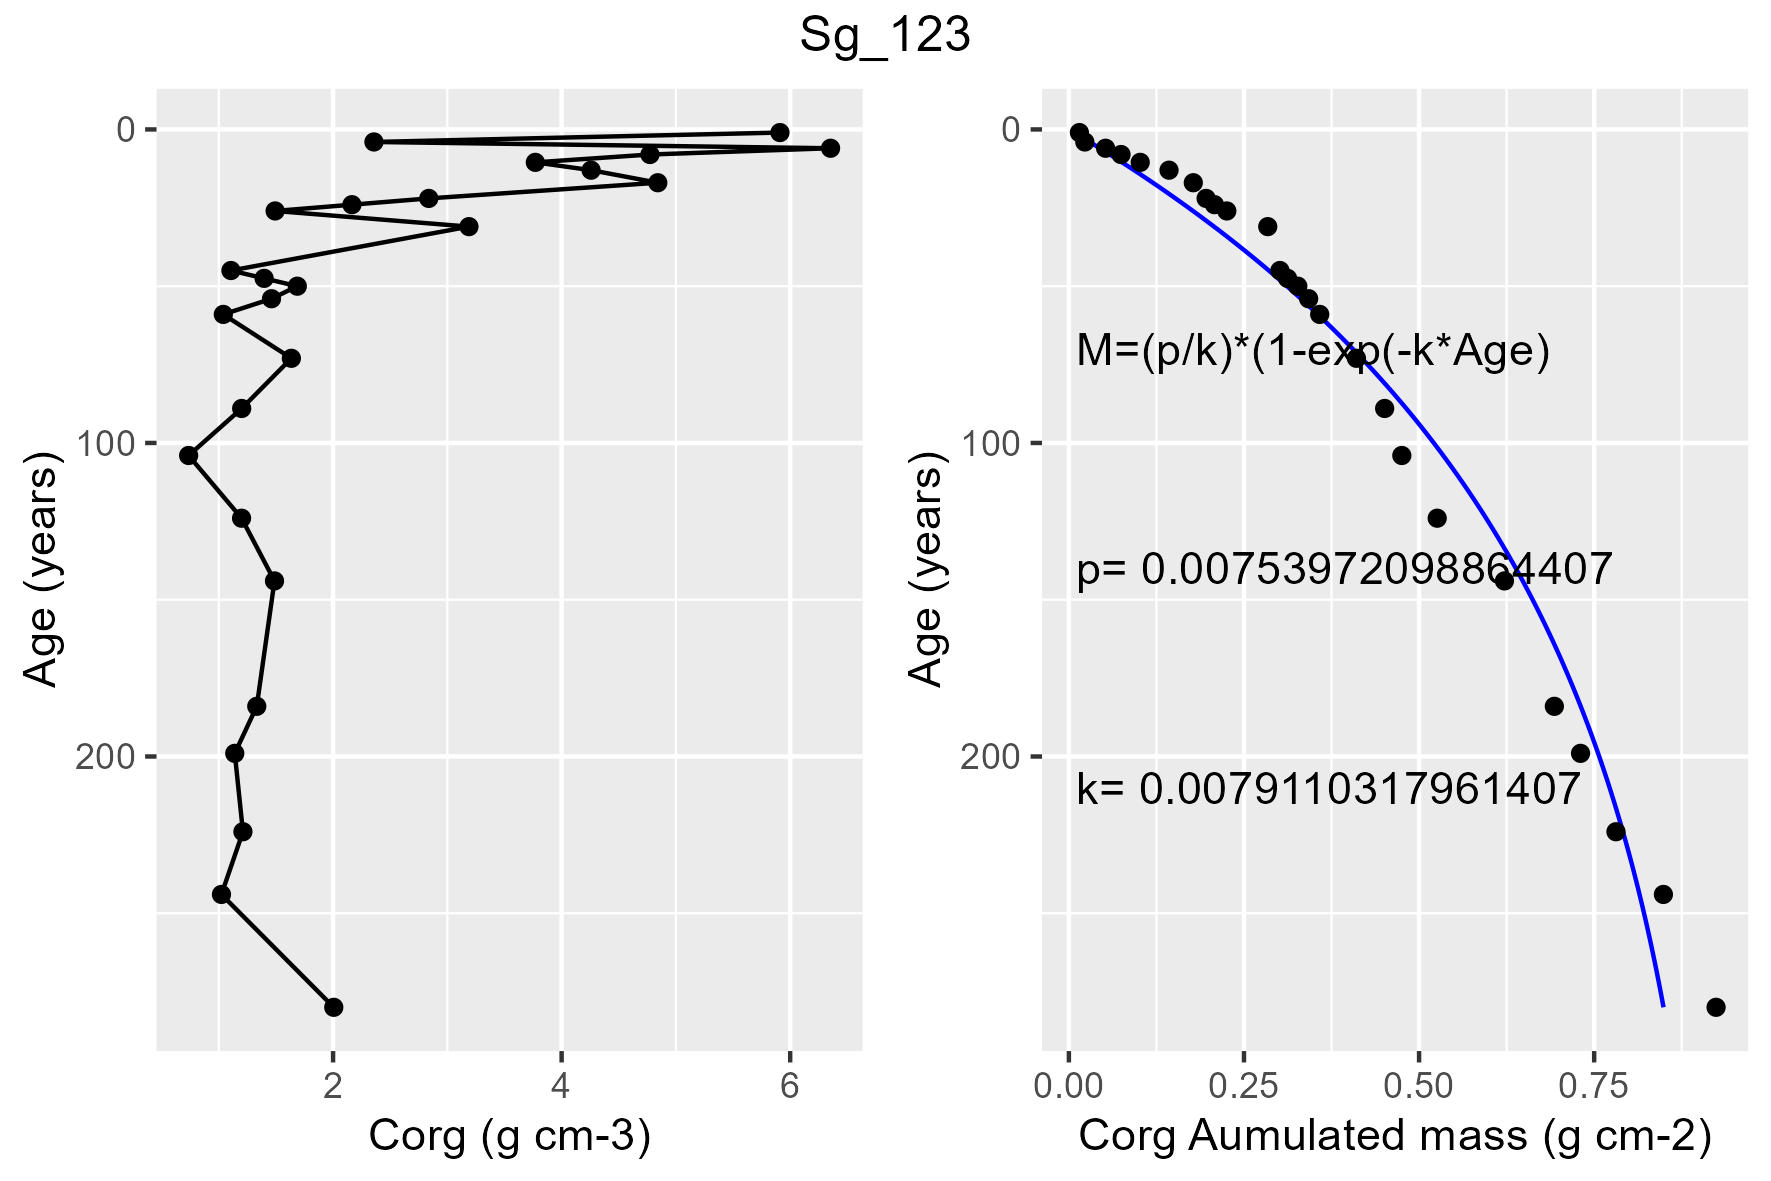 Sg_123
0
100
200
Age (years)
2
4
6
Corg (g cm-3)
0
100
200
Age (years)
M=(p/k)*(1-exp(-k*Age)
p= 0.00753972098864407
k= 0.0079110317961407
0.00
0.25
0.50
0.75
Corg Aumulated mass (g cm-2)